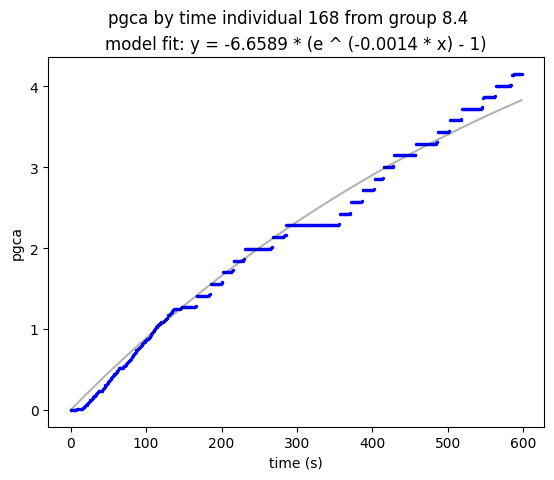 pgca by time individual 168 from group 8.4
model fit: y = -6.6589 * (e ^ (-0.0014 * x) - 1)
4
3
2
1
0
pgca
0 100 200 300 400 500 600
time (s)